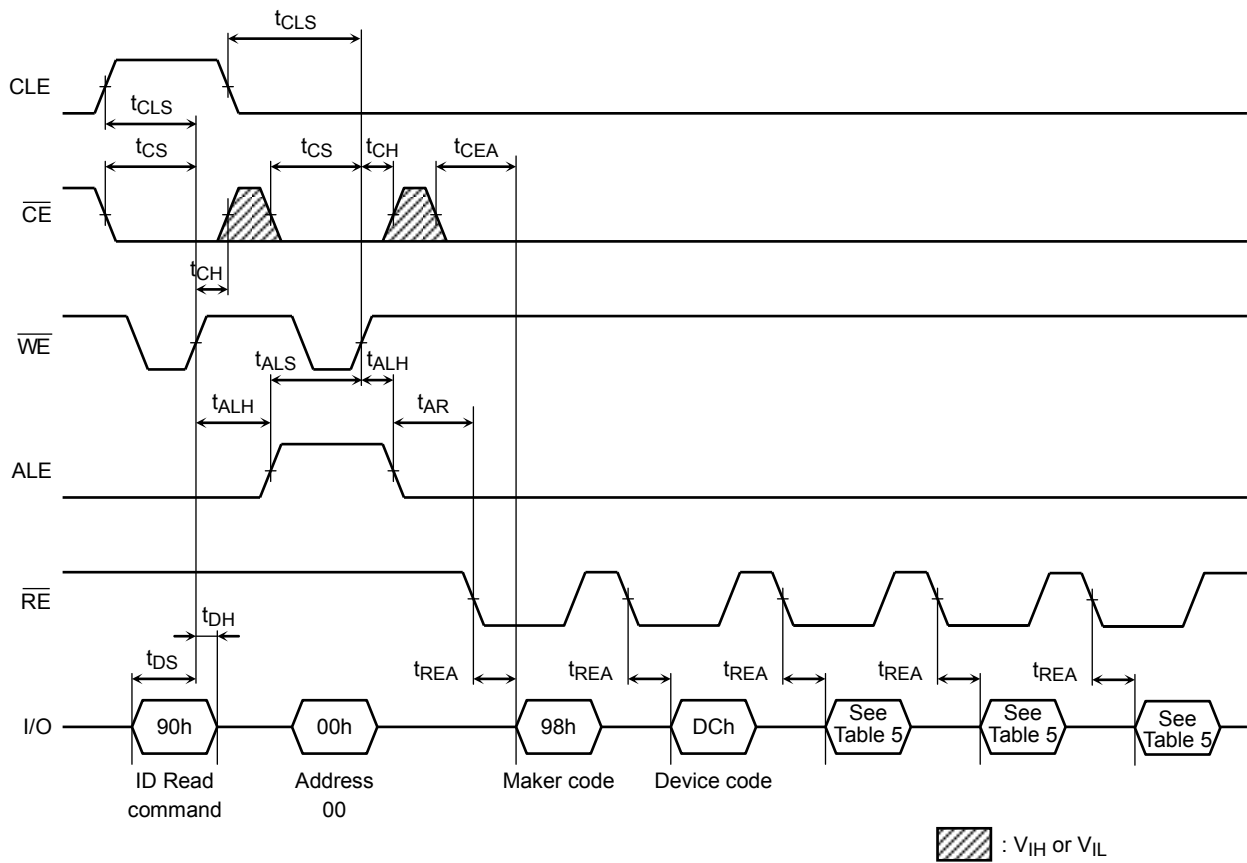 tCLS
CLE
tCLS
tCS tCS tCH tCEA
CE
tCH
WE
tALS tALH
tALH tAR
ALE
RE
tDH
tDS tREA tREA tREA tREA tREA
I/O 90h 00h 98h DCh See Table 5 See Table 5 See Table 5
ID Read command Address 00 Maker code Device code
: VIH or VIL